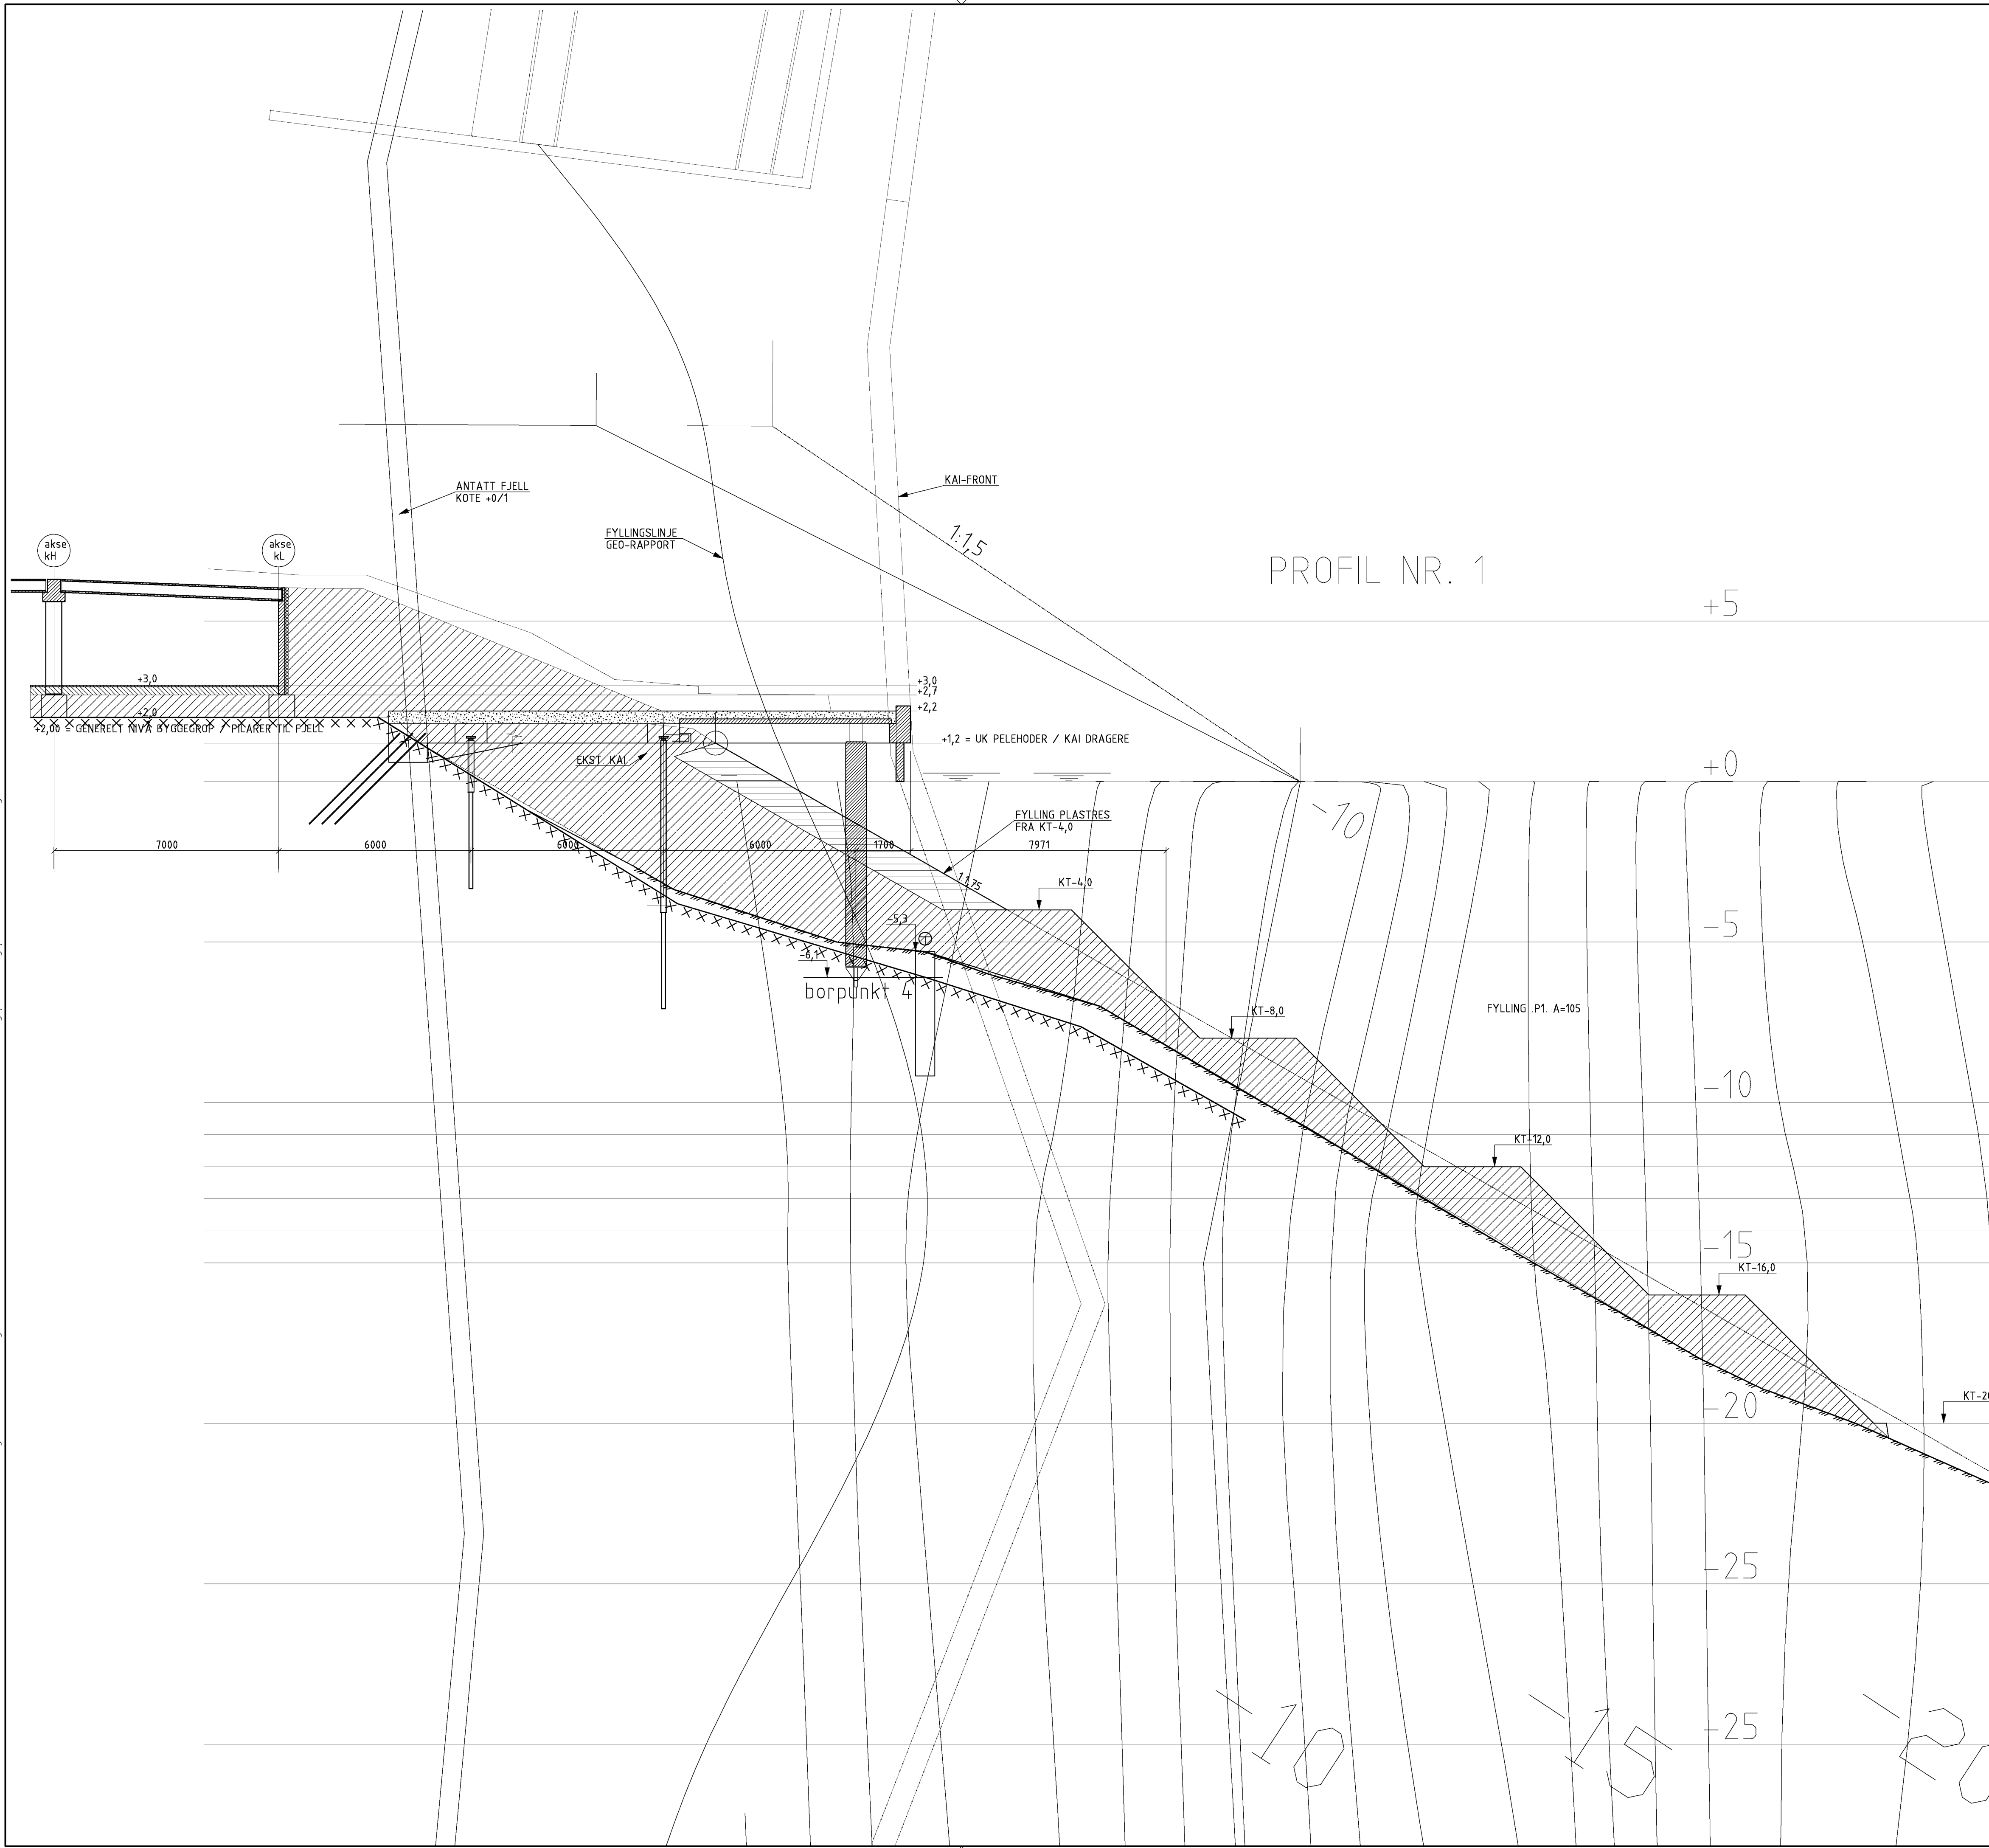 ANTATT FJELL
KOTE +0/1
FYLLINGSLINJE
GEO-RAPPORT
KAI-FRONT
1:1,5
PROFIL NR. 1
akse
kH
akse
kL
+5
+3,0
+3,0
+2,7
+2,2
+2,0
+2,00 = GENERELT NIVÅ BYGGEGROP / PILARER TIL FJELL
+1,2 = UK PELEHODER / KAI DRAGERE
EKST. KAI
+0
-10
FYLLING PLASTRES
FRA KT-4,0
7000
6000
6000
6000
1700
7971
1:1,75
KT-4,0
-5,3
-5
-6,1
borpunkt 4
KT-8,0
FYLLING .P1. A=105
-10
KT-12,0
-15
KT-16,0
-20
KT-20
-25
-25
-10
-15
-20